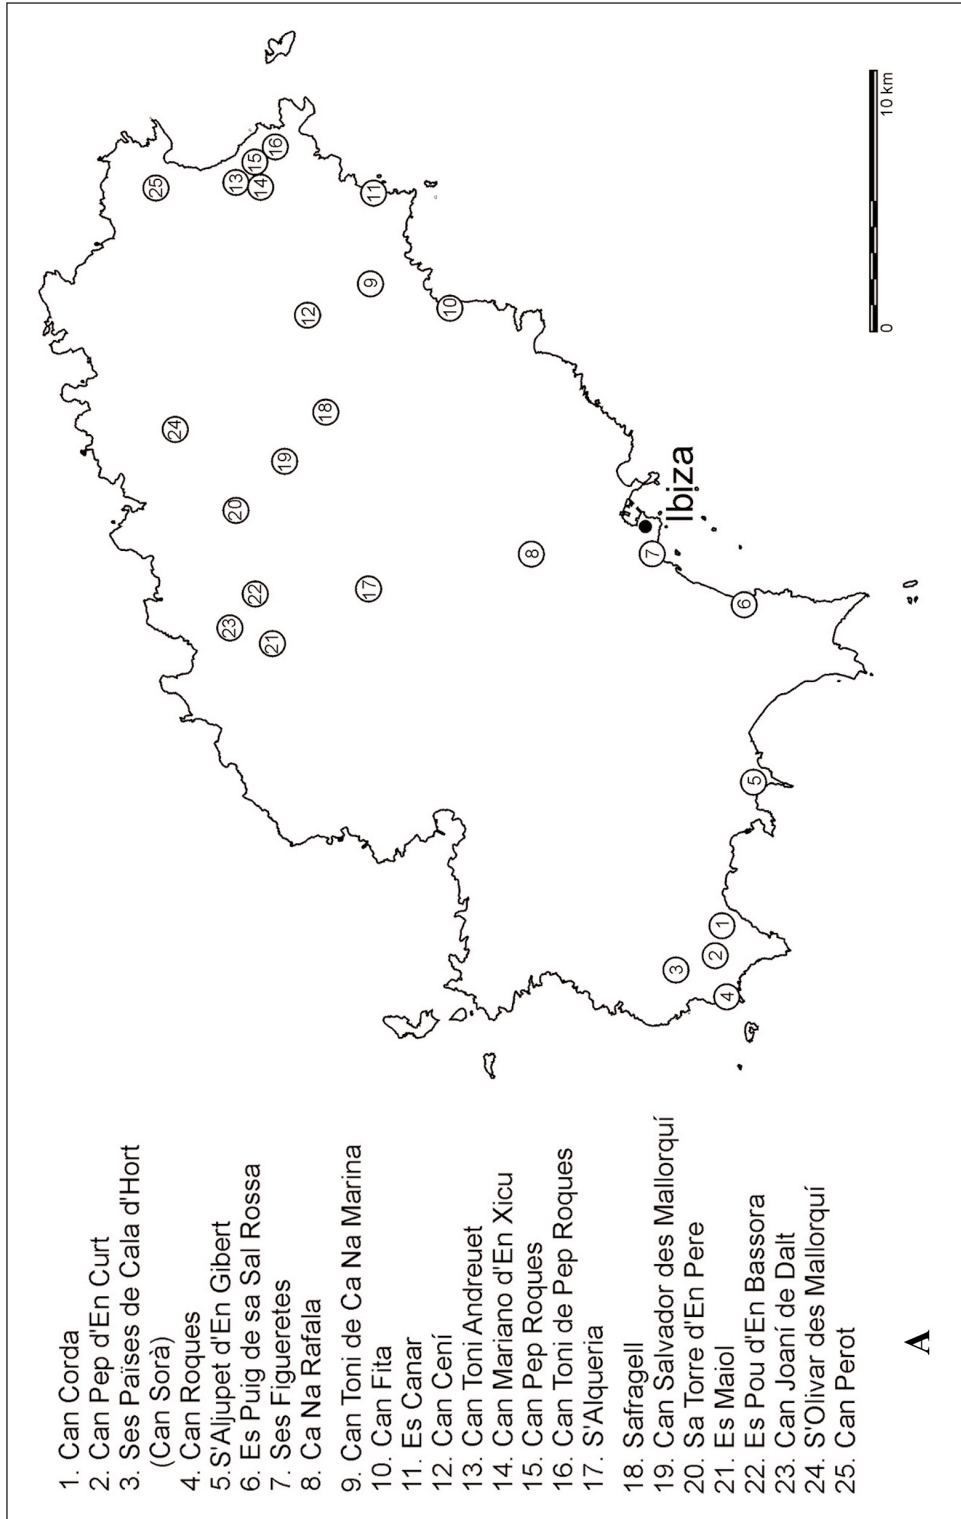 1. Can Corda
2. Can Pep d'En Curt
3. Ses Països de Cala d'Hort
(Can Sorà)
4. Can Roques
5.S'Aljupet d'En Gibert
6. Es Puig de sa Sal Rossa
7. Ses Figueretes
8. Ca Na Rafala
9. Can Toni de Ca Na Marina
10. Can Fita
11. Es Canar
12. Can Cení
13. Can Toni Andreuet
14. Can Mariano d'En Xicu
15. Can Pep Roques
16. Can Toni de Pep Roques
17. S'Alqueria
18. Safragell
19. Can Salvador des Mallorquí
20. Sa Torre d'En Pere
21. Es Maiol
22. Es Pou d'En Bassora
23. Can Joaní de Dalt
24. S'Olivar des Mallorquí
25. Can Perot
A
25
13
15
16
14
11
9
12
10
24
18
19
20
22
23
21
17
8
Ibiza
7
6
5
1
2
3
4
0
10 km